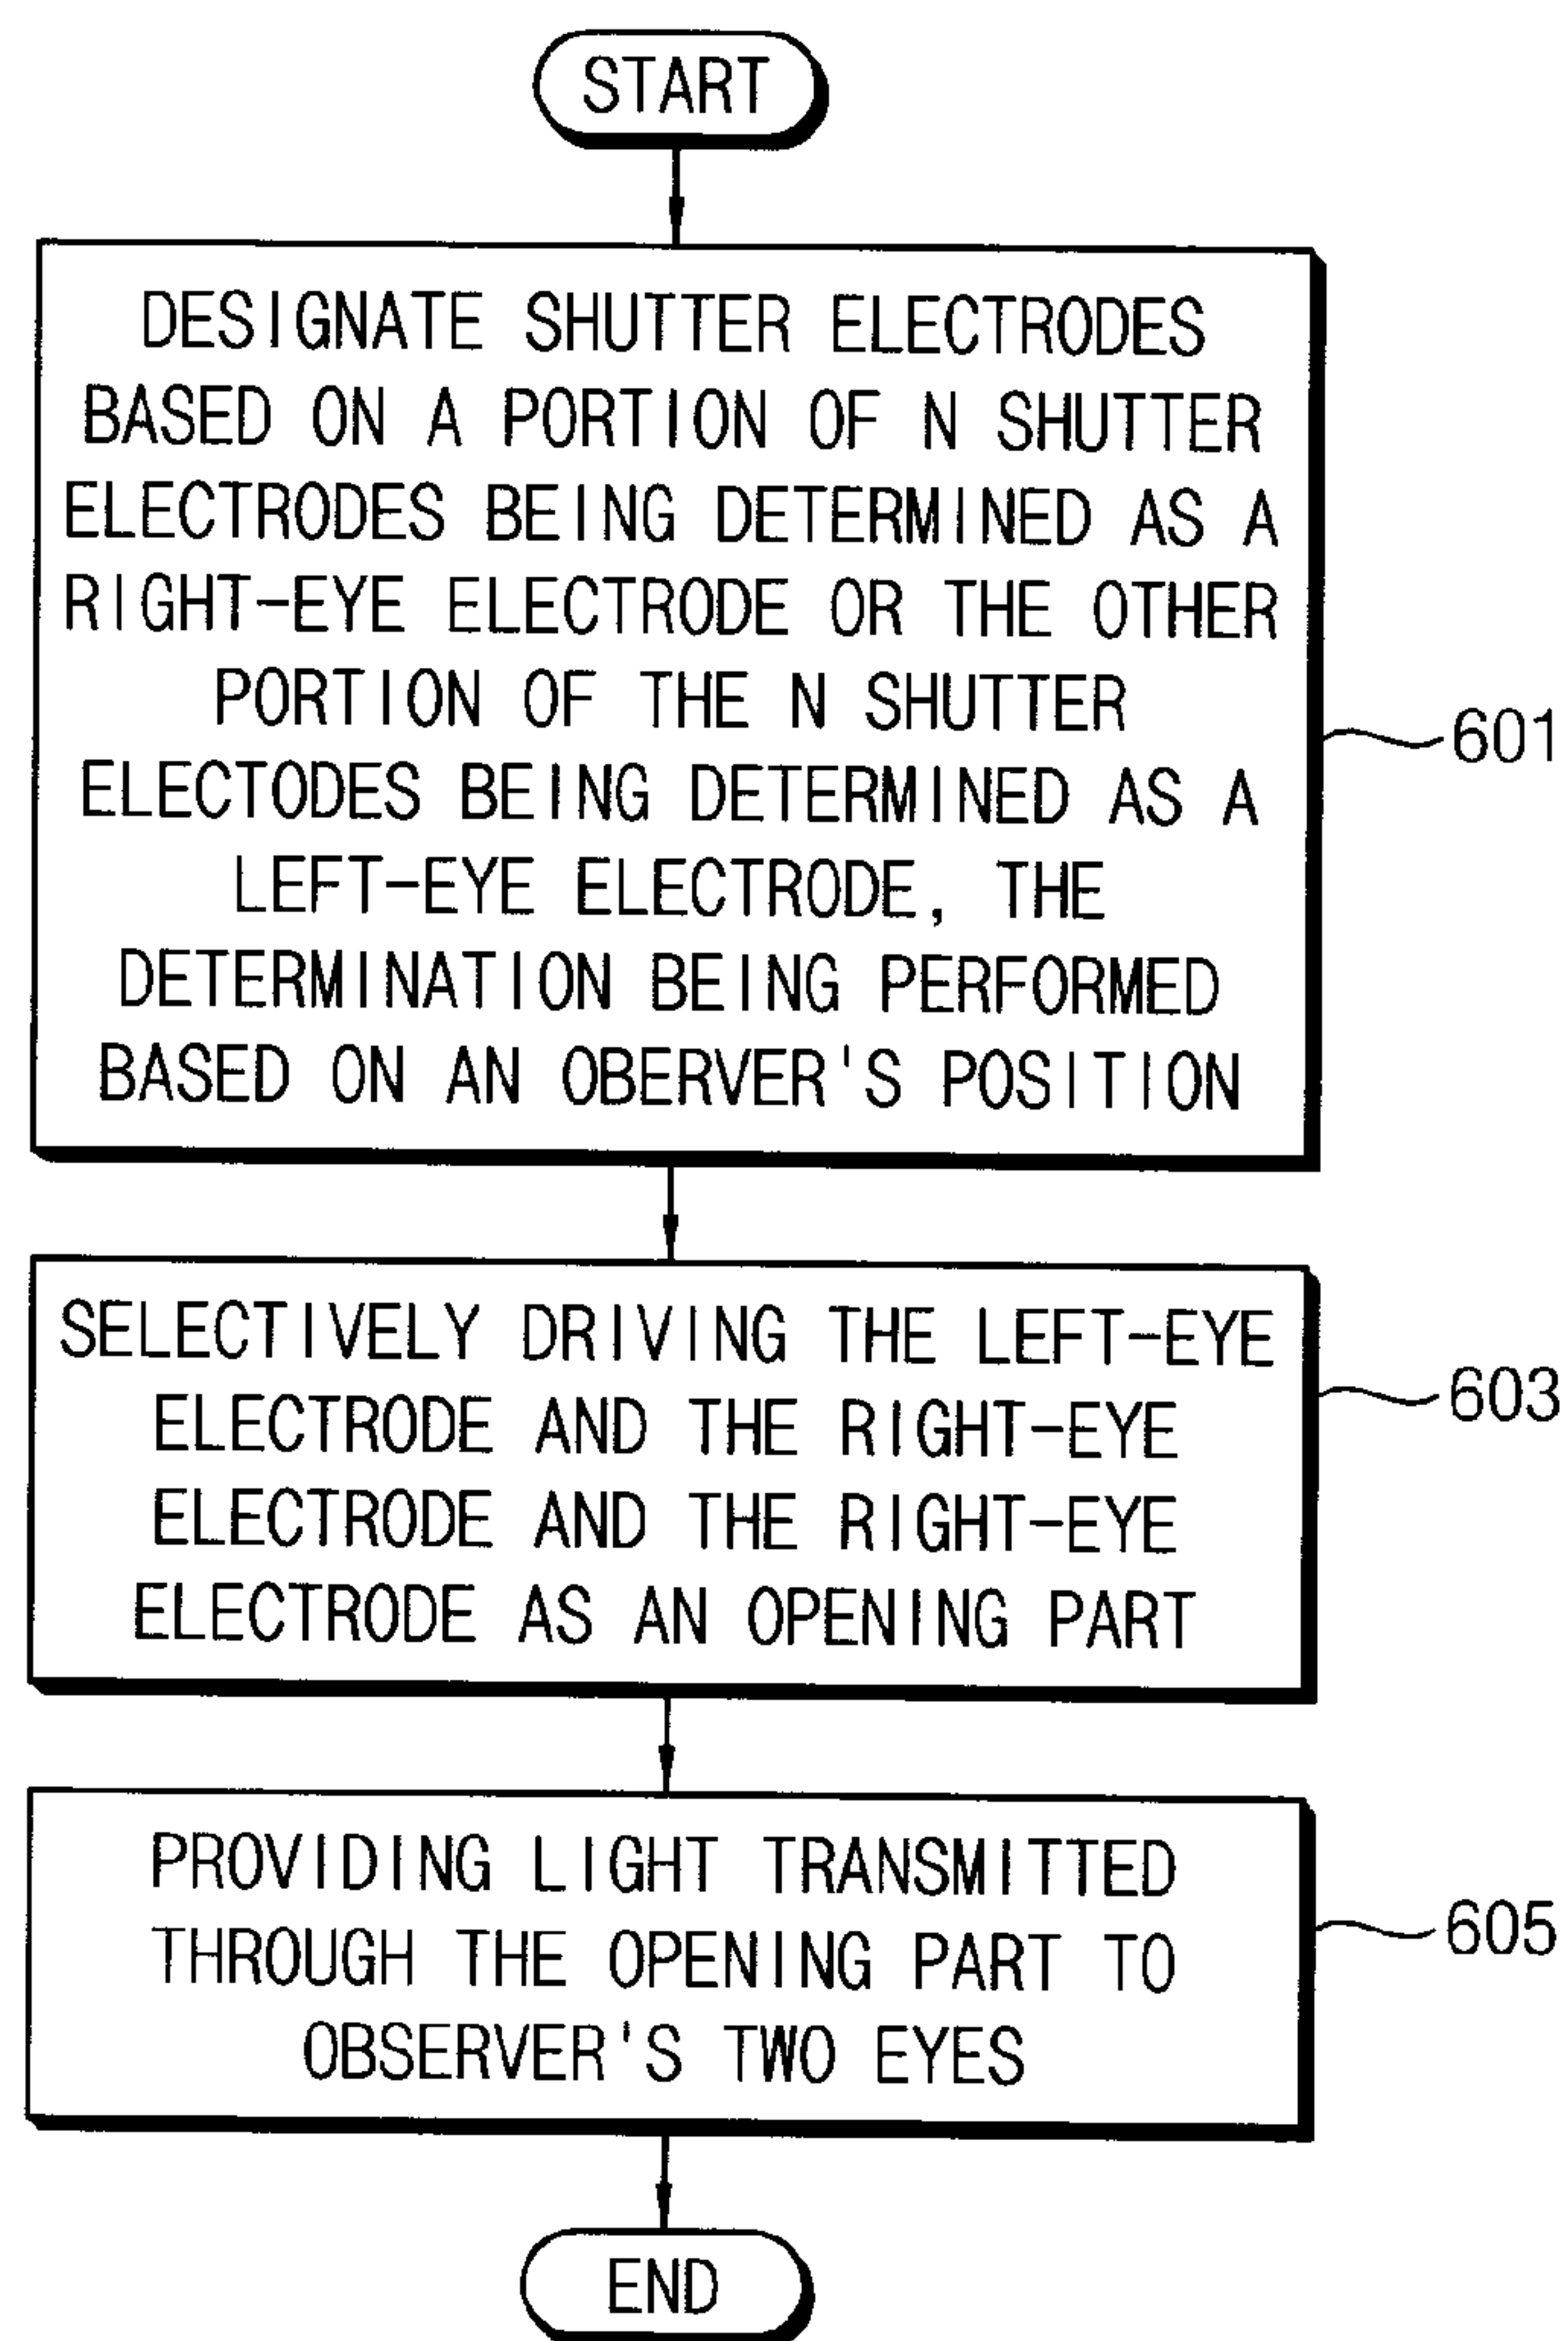 START
DESIGNATE SHUTTER ELECTRODES
BASED ON A PORTION OF N SHUTTER
ELECTRODES BEING DETERMINED AS A
RIGHT-EYE ELECTRODE OR THE OTHER
PORTION OF THE N SHUTTER
ELECTODES BEING DETERMINED AS A
LEFT-EYE ELECTRODE, THE
DETERMINATION BEING PERFORMED
BASED ON AN OBERVER'S POSITION
601
SELECTIVELY DRIVING THE LEFT-EYE
ELECTRODE AND THE RIGHT-EYE
ELECTRODE AND THE RIGHT-EYE
ELECTRODE AS AN OPENING PART
603
PROVIDING LIGHT TRANSMITTED
THROUGH THE OPENING PART TO
OBSERVER'S TWO EYES
605
END